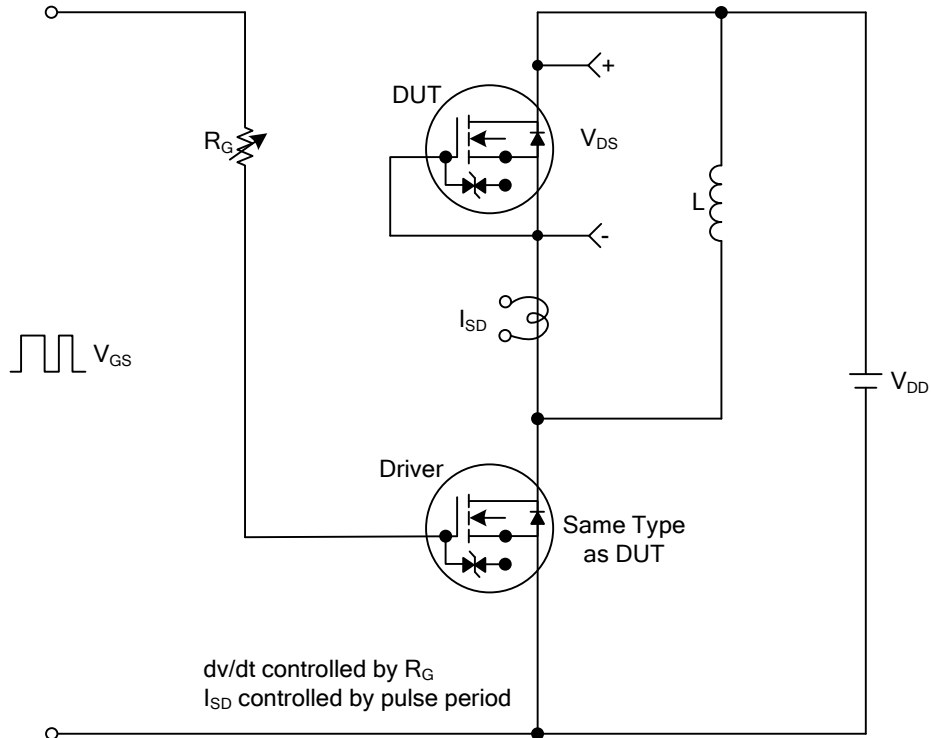 +
DUT
R_G
V_DS
L
-
I_SD
V_GS
V_DD
Driver
Same Type
as DUT
dv/dt controlled by R_G
I_SD controlled by pulse period